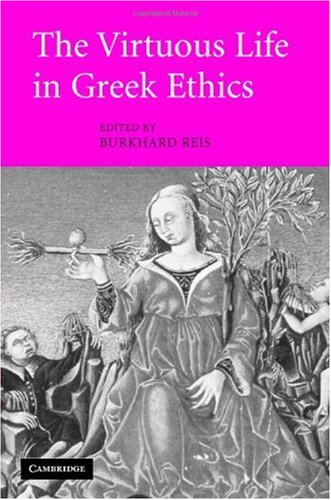 The Virtuous Life
in Greek Ethics
EDITED BY
BURKHARD REIS
CAMBRIDGE